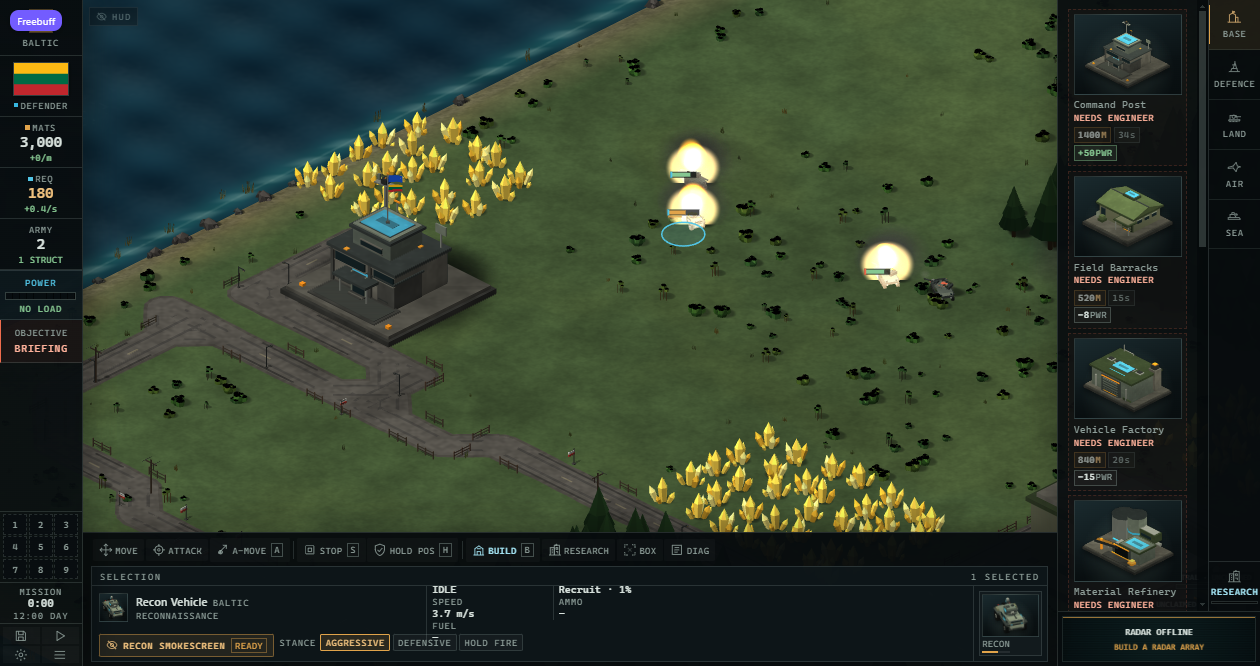 Freebuff
BALTIC
DEFENDER
MATS
3,000
+0/m
REQ
180
+0.4/s
ARMY
2
1 STRUCT
POWER
NO LOAD
OBJECTIVE
BRIEFING
1 2 3
4 5 6
7 8 9
MISSION
0:00
12:00 DAY
HUD
MOVE
ATTACK
A-MOVE A
STOP S
HOLD POS H
BUILD B
RESEARCH
BOX
DIAG
SELECTION
1 SELECTED
Recon Vehicle BALTIC
RECONNAISSANCE
IDLE
SPEED
3.7 m/s
FUEL
—
Recruit · 1%
AMMO
—
RECON SMOKESCREEN READY
STANCE AGGRESSIVE DEFENSIVE HOLD FIRE
RECON
Command Post
NEEDS ENGINEER
1400M 34s
+50PWR
Field Barracks
NEEDS ENGINEER
520M 15s
−8PWR
Vehicle Factory
NEEDS ENGINEER
840M 20s
−15PWR
Material Refinery
NEEDS ENGINEER
BASE
DEFENCE
LAND
AIR
SEA
RESEARCH
RADAR OFFLINE
BUILD A RADAR ARRAY